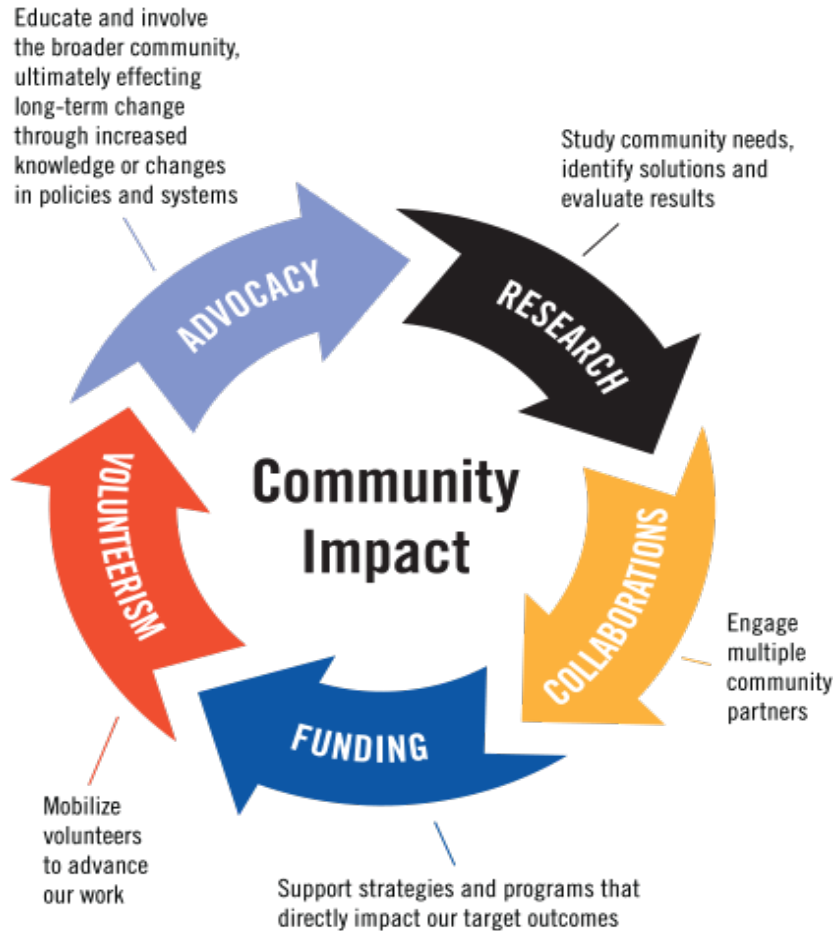 Educate and involve
the broader community,
ultimately effecting
long-term change
through increased
knowledge or changes
in policies and systems
Study community needs,
identify solutions and
evaluate results
ADVOCACY
RESEARCH
Community
Impact
VOLUNTEERISM
COLLABORATIONS
Engage
multiple
community
partners
FUNDING
Mobilize
volunteers
to advance
our work
Support strategies and programs that
directly impact our target outcomes